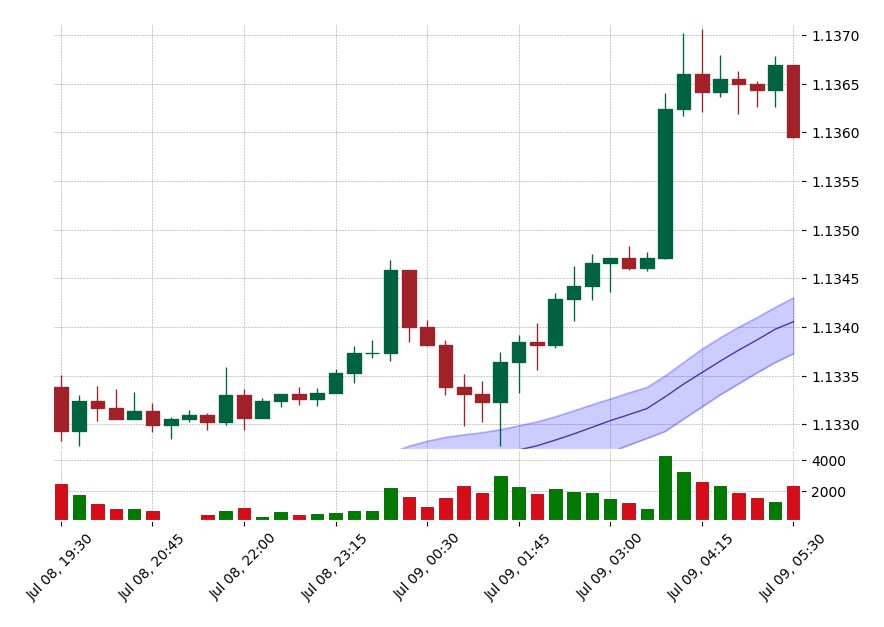 1.1370
1.1365
1.1360
1.1355
1.1350
1.1345
1.1340
1.1335
1.1330
4000
2000
Jul 08, 19:30
Jul 08, 20:45
Jul 08, 22:00
Jul 08, 23:15
Jul 09, 00:30
Jul 09, 01:45
Jul 09, 03:00
Jul 09, 04:15
Jul 09, 05:30